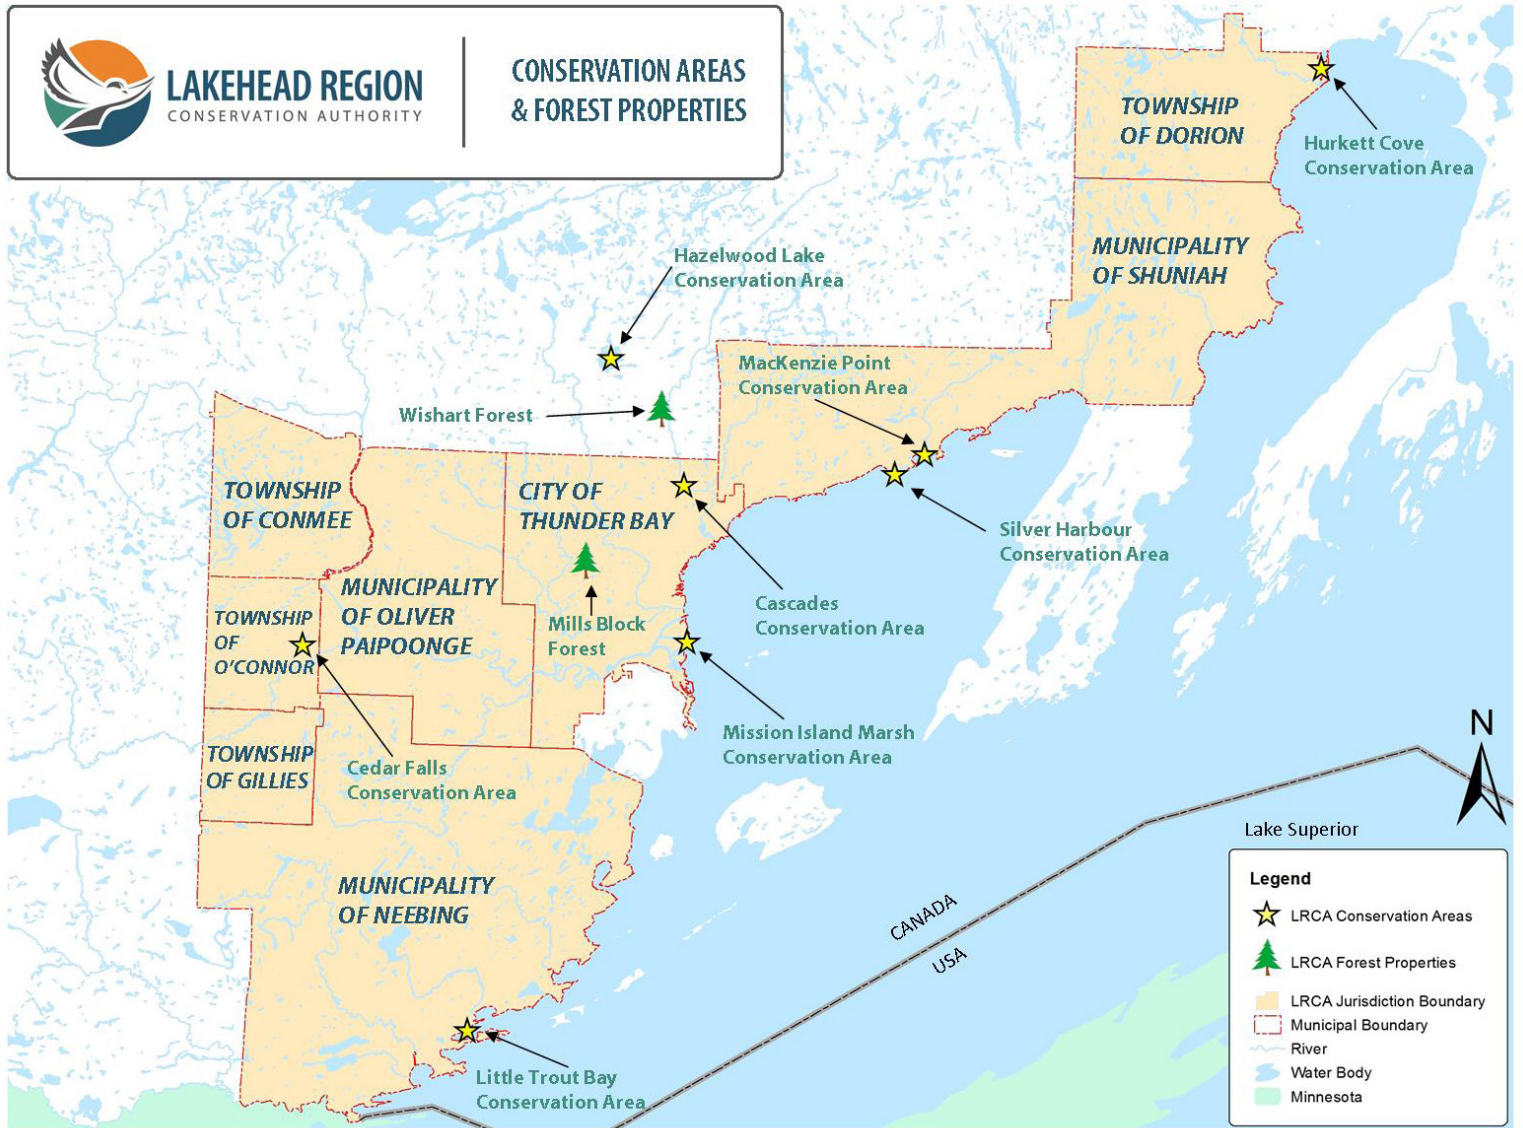 LAKEHEAD REGION
CONSERVATION AUTHORITY
CONSERVATION AREAS
& FOREST PROPERTIES
TOWNSHIP
OF DORION
Hurkett Cove
Conservation Area
MUNICIPALITY
OF SHUNIAH
Hazelwood Lake
Conservation Area
MacKenzie Point
Conservation Area
Wishart Forest
TOWNSHIP
OF CONMEE
CITY OF
THUNDER BAY
Silver Harbour
Conservation Area
MUNICIPALITY
OF OLIVER
PAIPOONGE
Cascades
Conservation Area
TOWNSHIP
OF
O'CONNOR
Mills Block
Forest
Mission Island Marsh
Conservation Area
TOWNSHIP
OF GILLIES
Cedar Falls
Conservation Area
N
Lake Superior
MUNICIPALITY
OF NEEBING
CANADA
USA
Little Trout Bay
Conservation Area
Legend
LRCA Conservation Areas
LRCA Forest Properties
LRCA Jurisdiction Boundary
Municipal Boundary
River
Water Body
Minnesota